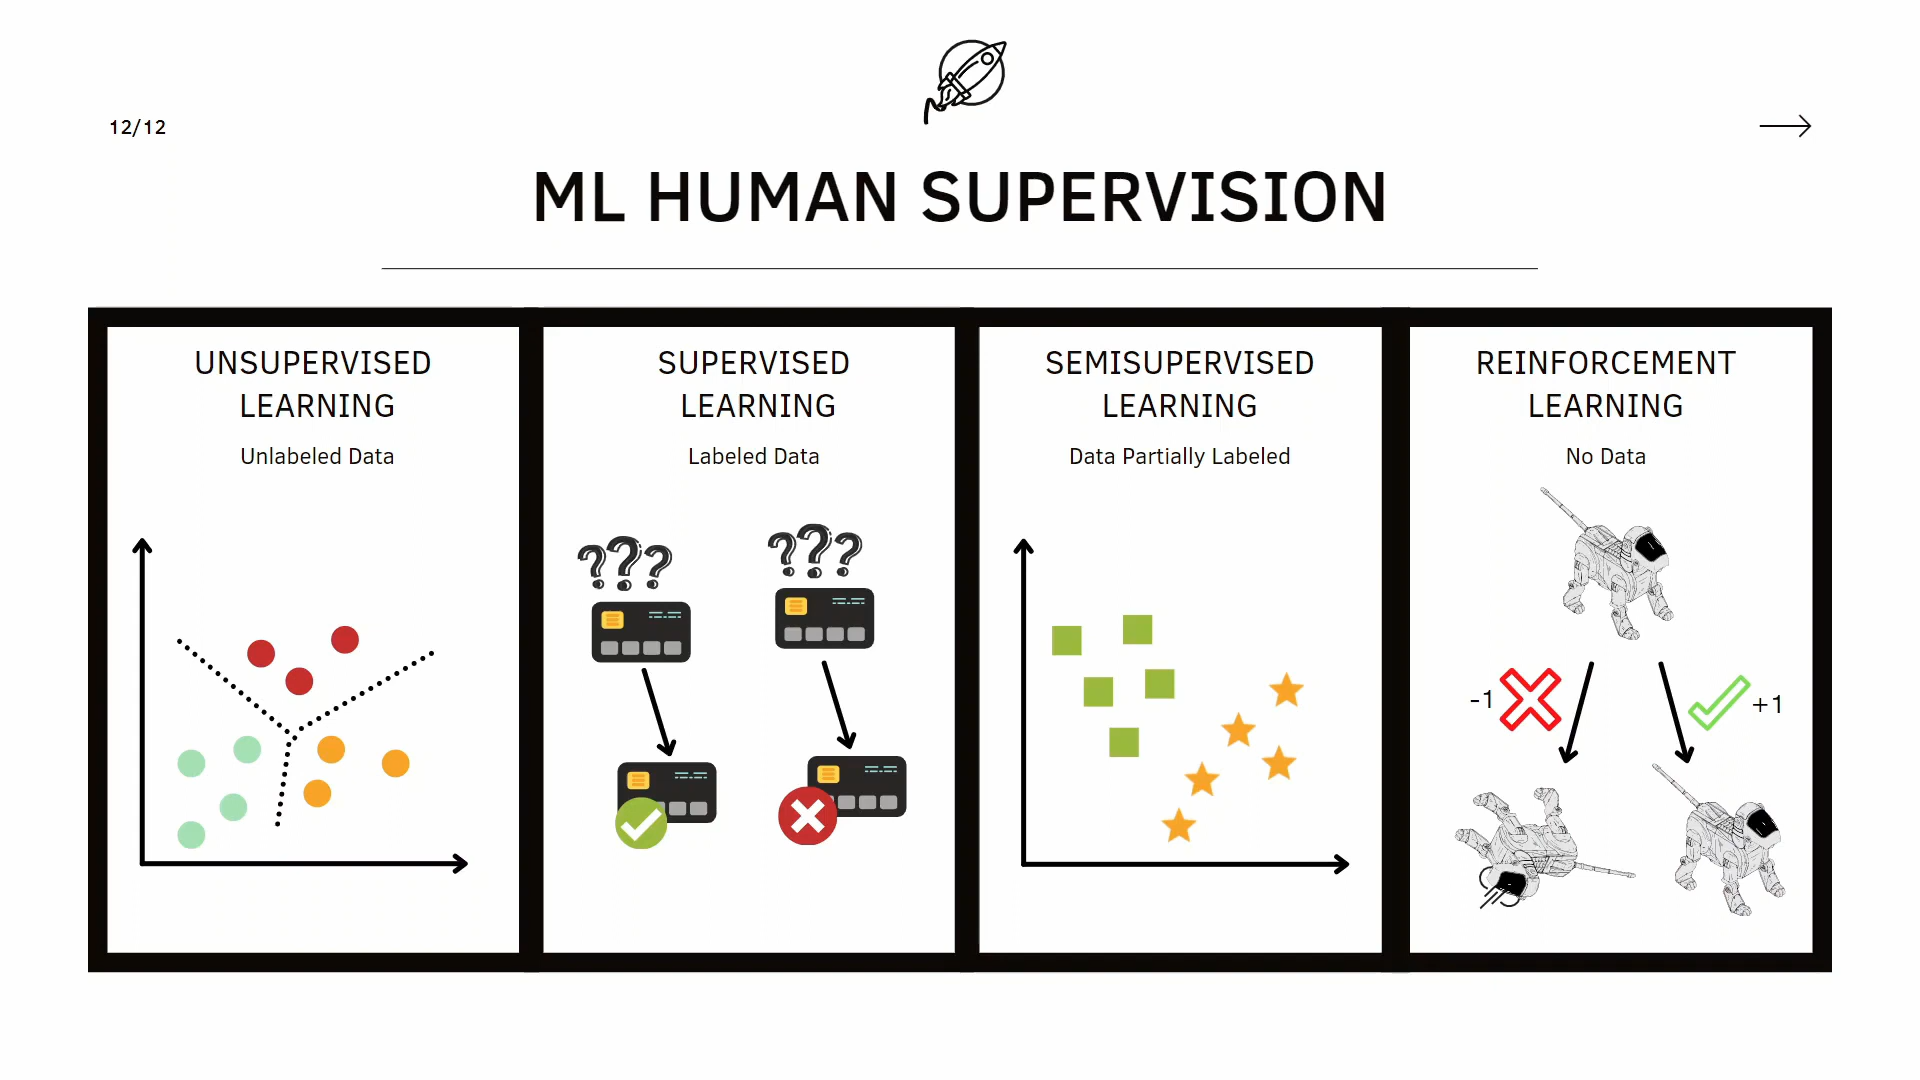 12/12
ML HUMAN SUPERVISION
UNSUPERVISED
LEARNING
Unlabeled Data
SUPERVISED
LEARNING
Labeled Data
???
???
SEMISUPERVISED
LEARNING
Data Partially Labeled
REINFORCEMENT
LEARNING
No Data
-1
+1